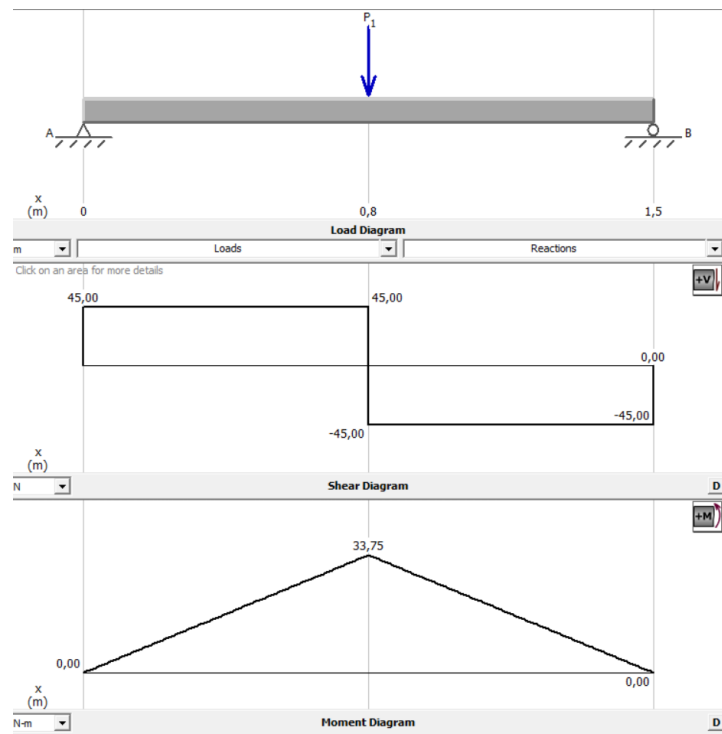 P1
A B
x
(m) 0 0,8 1,5
Load Diagram
m Loads Reactions
Click on an area for more details
+V
45,00 45,00
0,00
-45,00
-45,00
x
(m)
N Shear Diagram D
+M
33,75
0,00
0,00
x
(m)
N-m Moment Diagram D